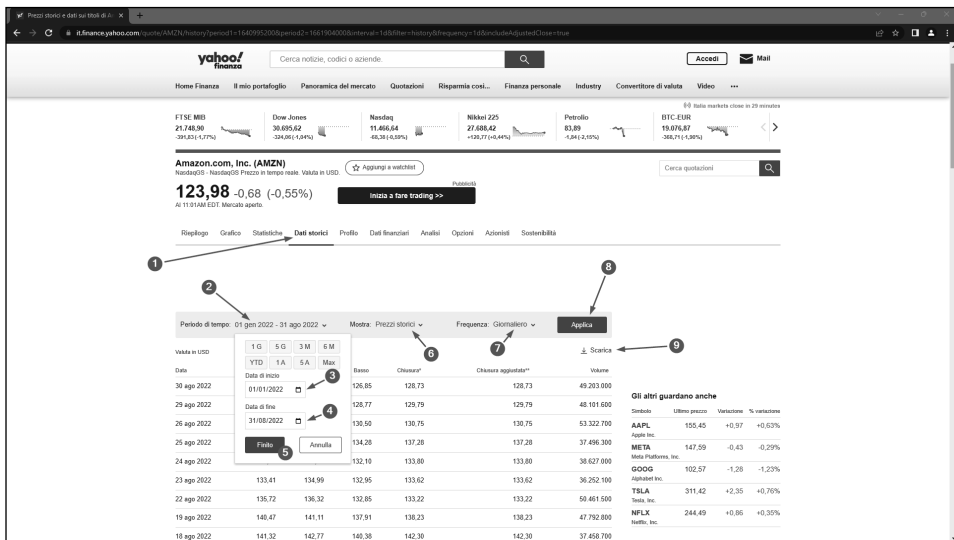 Prezzi storici e dati sui titoli di A
it.finance.yahoo.com/quote/AMZN/history?period1=1640995200&period2=1661904000&interval=1d&filter=history&frequency=1d&includeAdjustedClose=true
yahoo!
finanza
Cerca notizie, codici o aziende.
Accedi
Mail
Home Finanza Il mio portafoglio Panoramica del mercato Quotazioni Risparmia così... Finanza personale Industry Convertitore di valuta Video ...
Italia markets close in 29 minutes
FTSE MIB Dow Jones Nasdaq Nikkei 225 Petrolio BTC-EUR
21.748,90 30.695,62 11.466,64 27.688,42 83,89 19.076,87
-391,83 (-1,77%) -324,06 (-1,04%) -68,38 (-0,59%) +120,77 (+0,44%) -1,84 (-2,15%) -368,71 (-1,90%)
Amazon.com, Inc. (AMZN)
NasdaqGS - NasdaqGS Prezzo in tempo reale. Valuta in USD.
Aggiungi a watchlist
Cerca quotazioni
Pubblicità
123,98 -0,68 (-0,55%)
Inizia a fare trading >>
Al 11:01AM EDT. Mercato aperto.
Riepilogo Grafico Statistiche Dati storici Profilo Dati finanziari Analisi Opzioni Azionisti Sostenibilità
1
8
2
Periodo di tempo: 01 gen 2022 - 31 ago 2022 Mostra: Prezzi storici Frequenza: Giornaliero Applica
6
7
9
Valuta in USD
Scarica
1 G 5 G 3 M 6 M
YTD 1 A 5 A Max
Data Basso Chiusura* Chiusura aggiustata** Volume
Data di inizio
3
01/01/2022
Data di fine
4
31/08/2022
Finito
5
Annulla
30 ago 2022 126,85 128,73 128,73 49.203.000
29 ago 2022 128,77 129,79 129,79 48.101.600
26 ago 2022 130,50 130,75 130,75 53.322.700
25 ago 2022 134,28 137,28 137,28 37.496.300
24 ago 2022 132,10 133,80 133,80 38.627.000
23 ago 2022 133,41 134,99 132,95 133,62 133,62 36.252.100
22 ago 2022 135,72 136,32 132,85 133,22 133,22 50.461.500
19 ago 2022 140,47 141,11 137,91 138,23 138,23 47.792.800
18 ago 2022 141,32 142,77 140,38 142,30 142,30 37.458.700
Gli altri guardano anche
Simbolo Ultimo prezzo Variazione % variazione
AAPL 155,45 +0,97 +0,63%
Apple Inc.
META 147,59 -0,43 -0,29%
Meta Platforms, Inc.
GOOG 102,57 -1,28 -1,23%
Alphabet Inc.
TSLA 311,42 +2,35 +0,76%
Tesla, Inc.
NFLX 244,49 +0,86 +0,35%
Netflix, Inc.